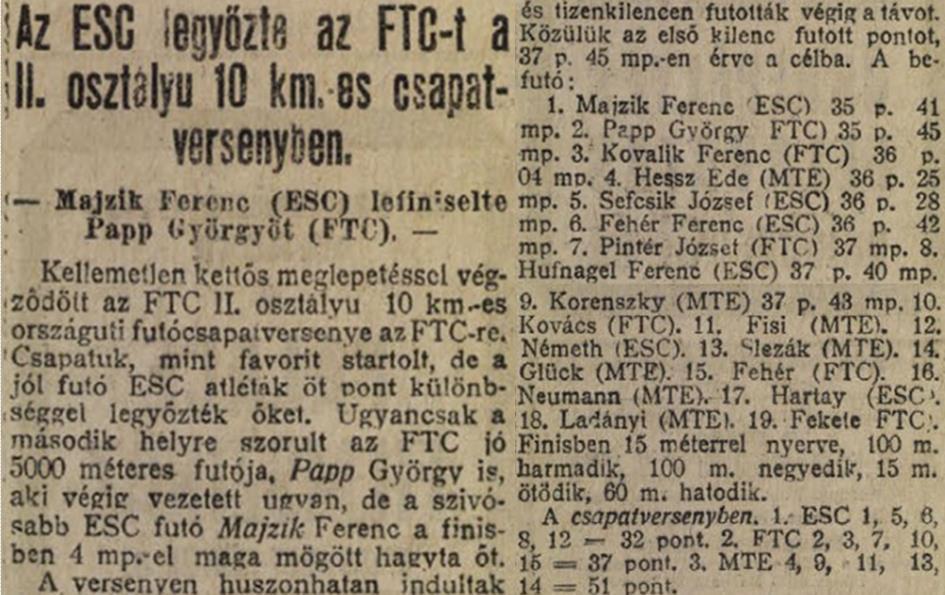 Az ESC legyőzte az FTC-t a
II. osztályu 10 km.-es csapat-
versenyben.
— Majzik Ferenc (ESC) lefiniselte
Papp Györgyöt (FTC). —
Kellemetlen kettős meglepetéssel vég-
ződött az FTC II. osztályu 10 km.-es
országuti futócsapatversenye az FTC-re.
Csapatuk, mint favorit startolt, de a
jól futó ESC atléták öt pont különb-
séggel legyőzték őket. Ugyancsak a
második helyre szorult az FTC jó
5000 méteres futója, Papp György is,
aki végig vezetett ugyan, de a szivó-
sabb ESC futó Majzik Ferenc a finis-
ben 4 mp.-el maga mögött hagyta őt.
A versenyen huszonhatan indultak
és tizenkilencen futották végig a távot.
Közülük az első kilenc futott pontot,
37 p. 45 mp.-en érve a célba. A be-
futó:
1. Majzik Ferenc (ESC) 35 p. 41
mp. 2. Papp György FTC) 35 p. 45
mp. 3. Kovalik Ferenc (FTC) 36 p.
04 mp. 4. Hessz Ede (MTE) 36 p. 25
mp. 5. Sefcsik József (ESC) 36 p. 28
mp. 6. Fehér Ferenc (ESC) 36 p. 42
mp. 7. Pintér József (FTC) 37 mp. 8.
Hufnagel Ferenc (ESC) 37 p. 40 mp.
9. Korenszky (MTE) 37 p. 43 mp. 10.
Kovács (FTC). 11. Fisi (MTE). 12.
Németh (ESC). 13. Slezák (MTE). 14.
Glück (MTE). 15. Fehér (FTC). 16.
Neumann (MTE). 17. Hartay (ESC).
18. Ladányi (MTE). 19. Fekete FTC).
Finisben 15 méterrel nyerve, 100 m.
harmadik, 100 m. negyedik, 15 m.
ötödik, 60 m. hatodik.
A csapatversenyben. 1. ESC 1, 5, 6,
8, 12 = 32 pont. 2. FTC 2, 3, 7, 10,
15 = 37 pont. 3. MTE 4, 9, 11, 13,
14 = 51 pont.